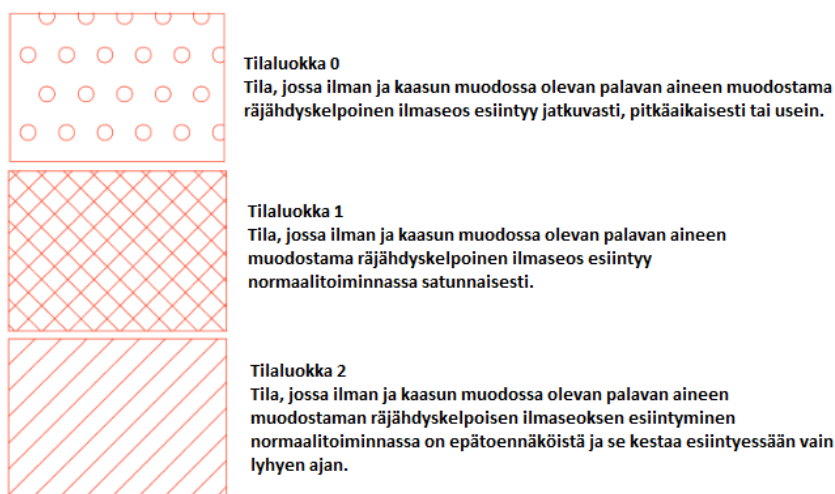 Tilaluokka 0
Tila, jossa ilman ja kaasun muodossa olevan palavan aineen muodostama
räjähdyskelpoinen ilmaseos esiintyy jatkuvasti, pitkäaikaisesti tai usein.
Tilaluokka 1
Tila, jossa ilman ja kaasun muodossa olevan palavan aineen
muodostama räjähdyskelpoinen ilmaseos esiintyy
normaalitoiminnassa satunnaisesti.
Tilaluokka 2
Tila, jossa ilman ja kaasun muodossa olevan palavan aineen
muodostaman räjähdyskelpoisen ilmaseoksen esiintyminen
normaalitoiminnassa on epätoennäköistä ja se kestaa esiintyessään vain
lyhyen ajan.